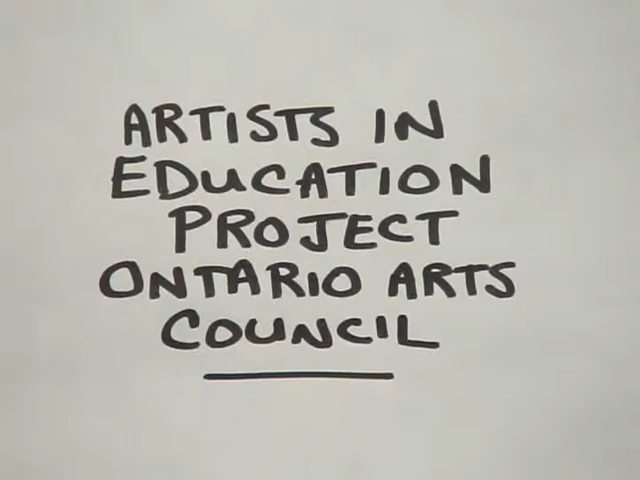 ARTISTS IN
EDUCATION
PROJECT
ONTARIO ARTS
COUNCIL